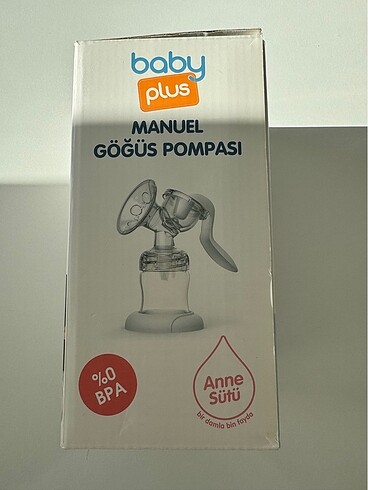 baby
plus
MANUEL
GÖĞÜS POMPASI
%0
BPA
Anne
SÜTÜ
bir damla bin fayda